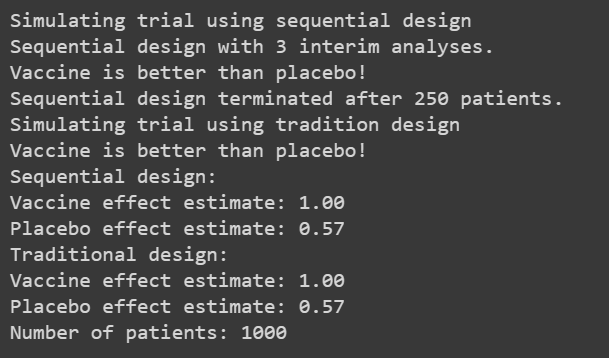 Simulating trial using sequential design
Sequential design with 3 interim analyses.
Vaccine is better than placebo!
Sequential design terminated after 250 patients.
Simulating trial using tradition design
Vaccine is better than placebo!
Sequential design:
Vaccine effect estimate: 1.00
Placebo effect estimate: 0.57
Traditional design:
Vaccine effect estimate: 1.00
Placebo effect estimate: 0.57
Number of patients: 1000